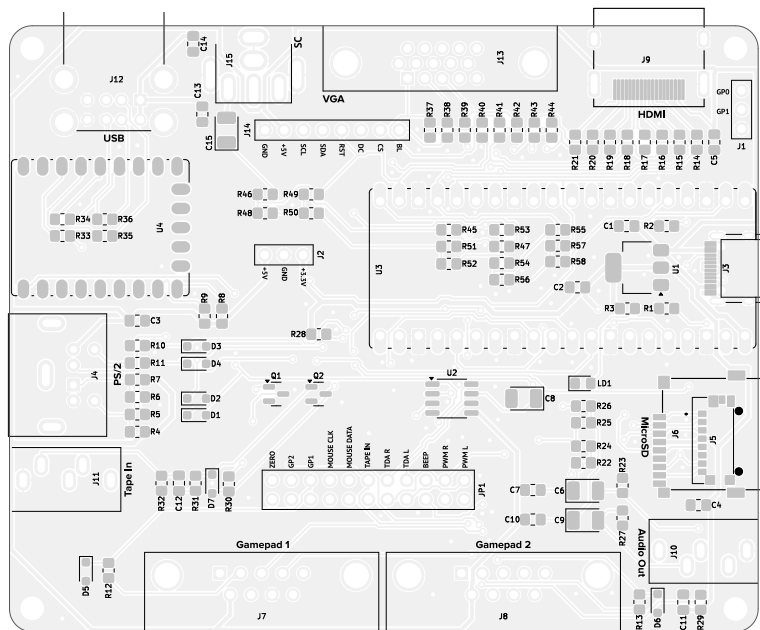 C14
J15
SC
J13
J9
J12
C13
VGA
HDMI
GP0
GP1
J1
USB
C15
J14
GND
+5V
SCL
SDA
RST
DC
CS
BL
R37
R38
R39
R40
R41
R42
R43
R44
R21
R20
R19
R18
R17
R16
R15
R14
C5
U4
R34
R36
R33
R35
R46
R49
R48
R50
J2
+5V
GND
+3.3V
U3
R45
R53
R55
R51
R47
R57
R52
R54
R58
R56
C1
R2
U1
J3
C2
R3
R1
R9
R8
C3
R28
J4
PS/2
R10
D3
R11
D4
R7
R6
D2
R5
D1
R4
Q1
Q2
U2
C8
LD1
R26
R25
R24
R22
MicroSD
J6
J5
J11
Tape In
R32
C12
R31
D7
R30
ZERO
GP2
GP1
MOUSE CLK
MOUSE DATA
TAPE IN
TDA R
TDA L
BEEP
PWM R
PWM L
JP1
C7
C6
R23
C10
C9
R27
C4
Audio Out
J10
Gamepad 1
Gamepad 2
D5
R12
J7
J8
R13
D6
C11
R29